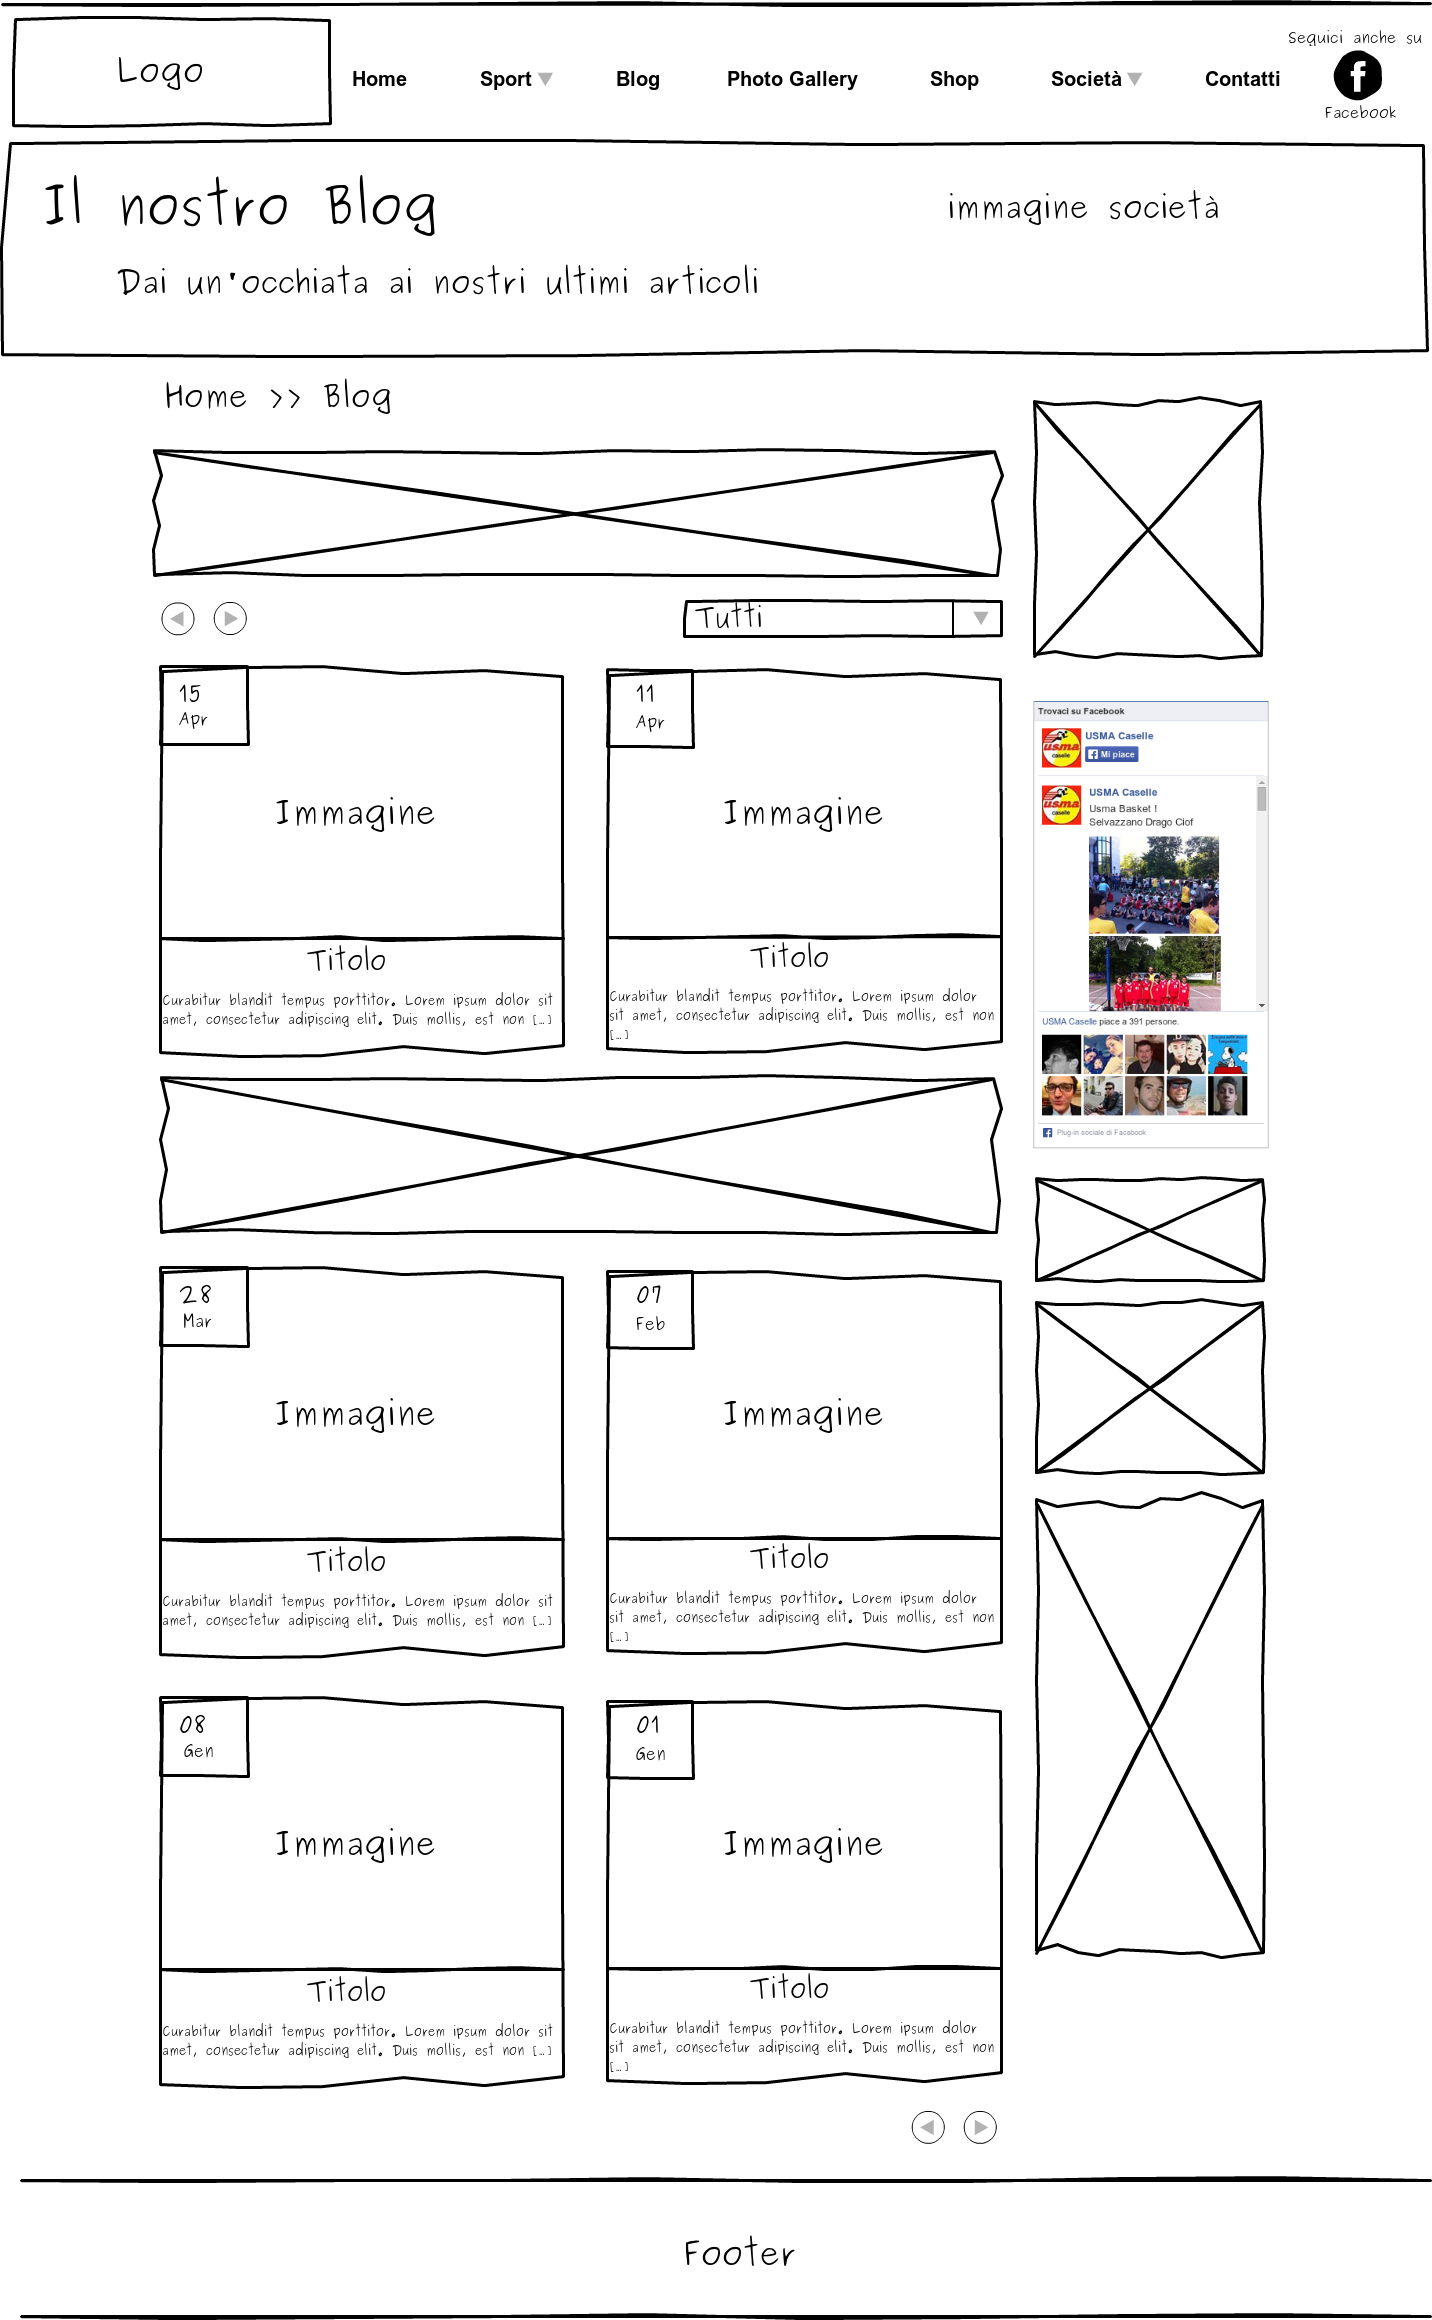 Logo
Home Sport Blog Photo Gallery Shop Società Contatti
Seguici anche su
Facebook
Il nostro Blog
immagine società
Dai un'occhiata ai nostri ultimi articoli
Home >> Blog
Tutti
15
Apr
Immagine
Titolo
Curabitur blandit tempus porttitor. Lorem ipsum dolor sit
amet, consectetur adipiscing elit. Duis mollis, est non [...]
11
Apr
Immagine
Titolo
Curabitur blandit tempus porttitor. Lorem ipsum dolor
sit amet, consectetur adipiscing elit. Duis mollis, est non
[...]
28
Mar
Immagine
Titolo
Curabitur blandit tempus porttitor. Lorem ipsum dolor sit
amet, consectetur adipiscing elit. Duis mollis, est non [...]
07
Feb
Immagine
Titolo
Curabitur blandit tempus porttitor. Lorem ipsum dolor
sit amet, consectetur adipiscing elit. Duis mollis, est non
[...]
08
Gen
Immagine
Titolo
Curabitur blandit tempus porttitor. Lorem ipsum dolor sit
amet, consectetur adipiscing elit. Duis mollis, est non [...]
01
Gen
Immagine
Titolo
Curabitur blandit tempus porttitor. Lorem ipsum dolor
sit amet, consectetur adipiscing elit. Duis mollis, est non
[...]
Trovaci su Facebook
usma
caselle
USMA Caselle
Mi piace
usma
caselle
USMA Caselle
Usma Basket !
Selvazzano Drago Ciof
USMA Caselle piace a 391 persone.
Plug-in sociale di Facebook
Footer